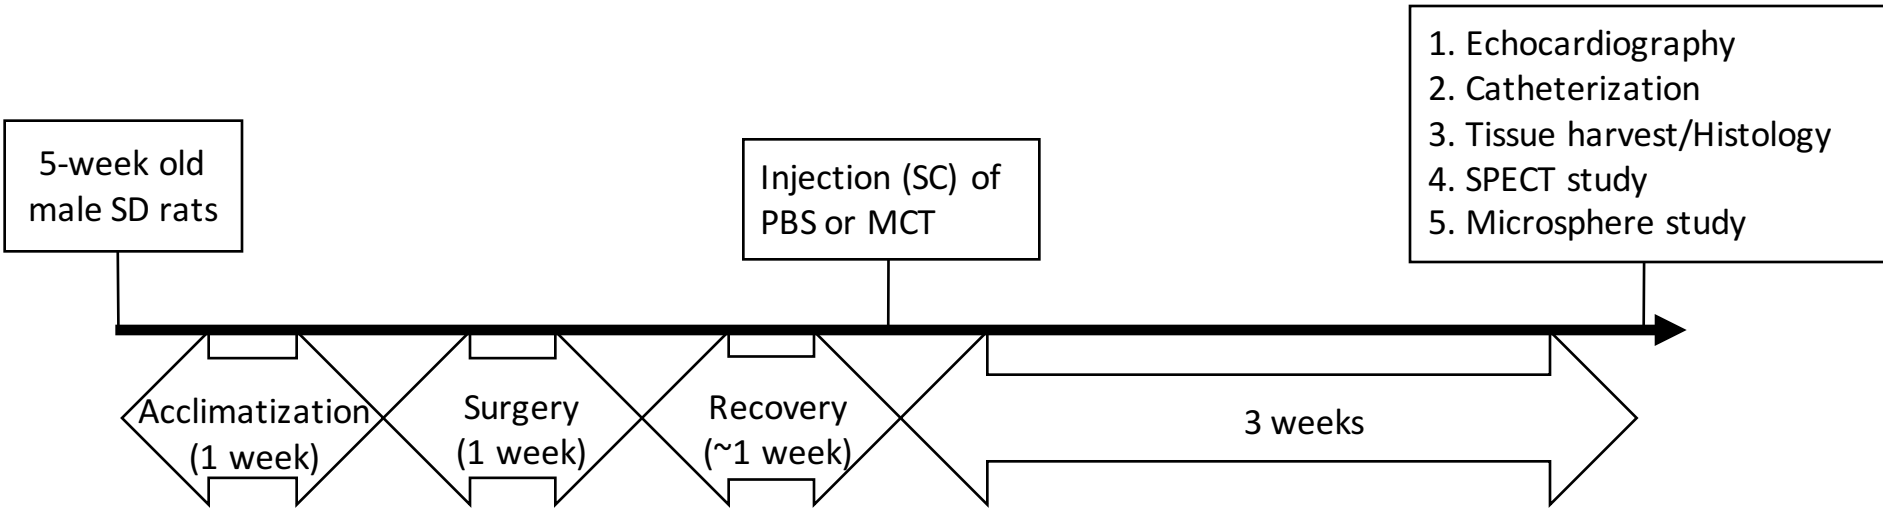 5-week old
male SD rats
Injection (SC) of
PBS or MCT
1. Echocardiography
2. Catheterization
3. Tissue harvest/Histology
4. SPECT study
5. Microsphere study
Acclimatization
(1 week)
Surgery
(1 week)
Recovery
(~1 week)
3 weeks